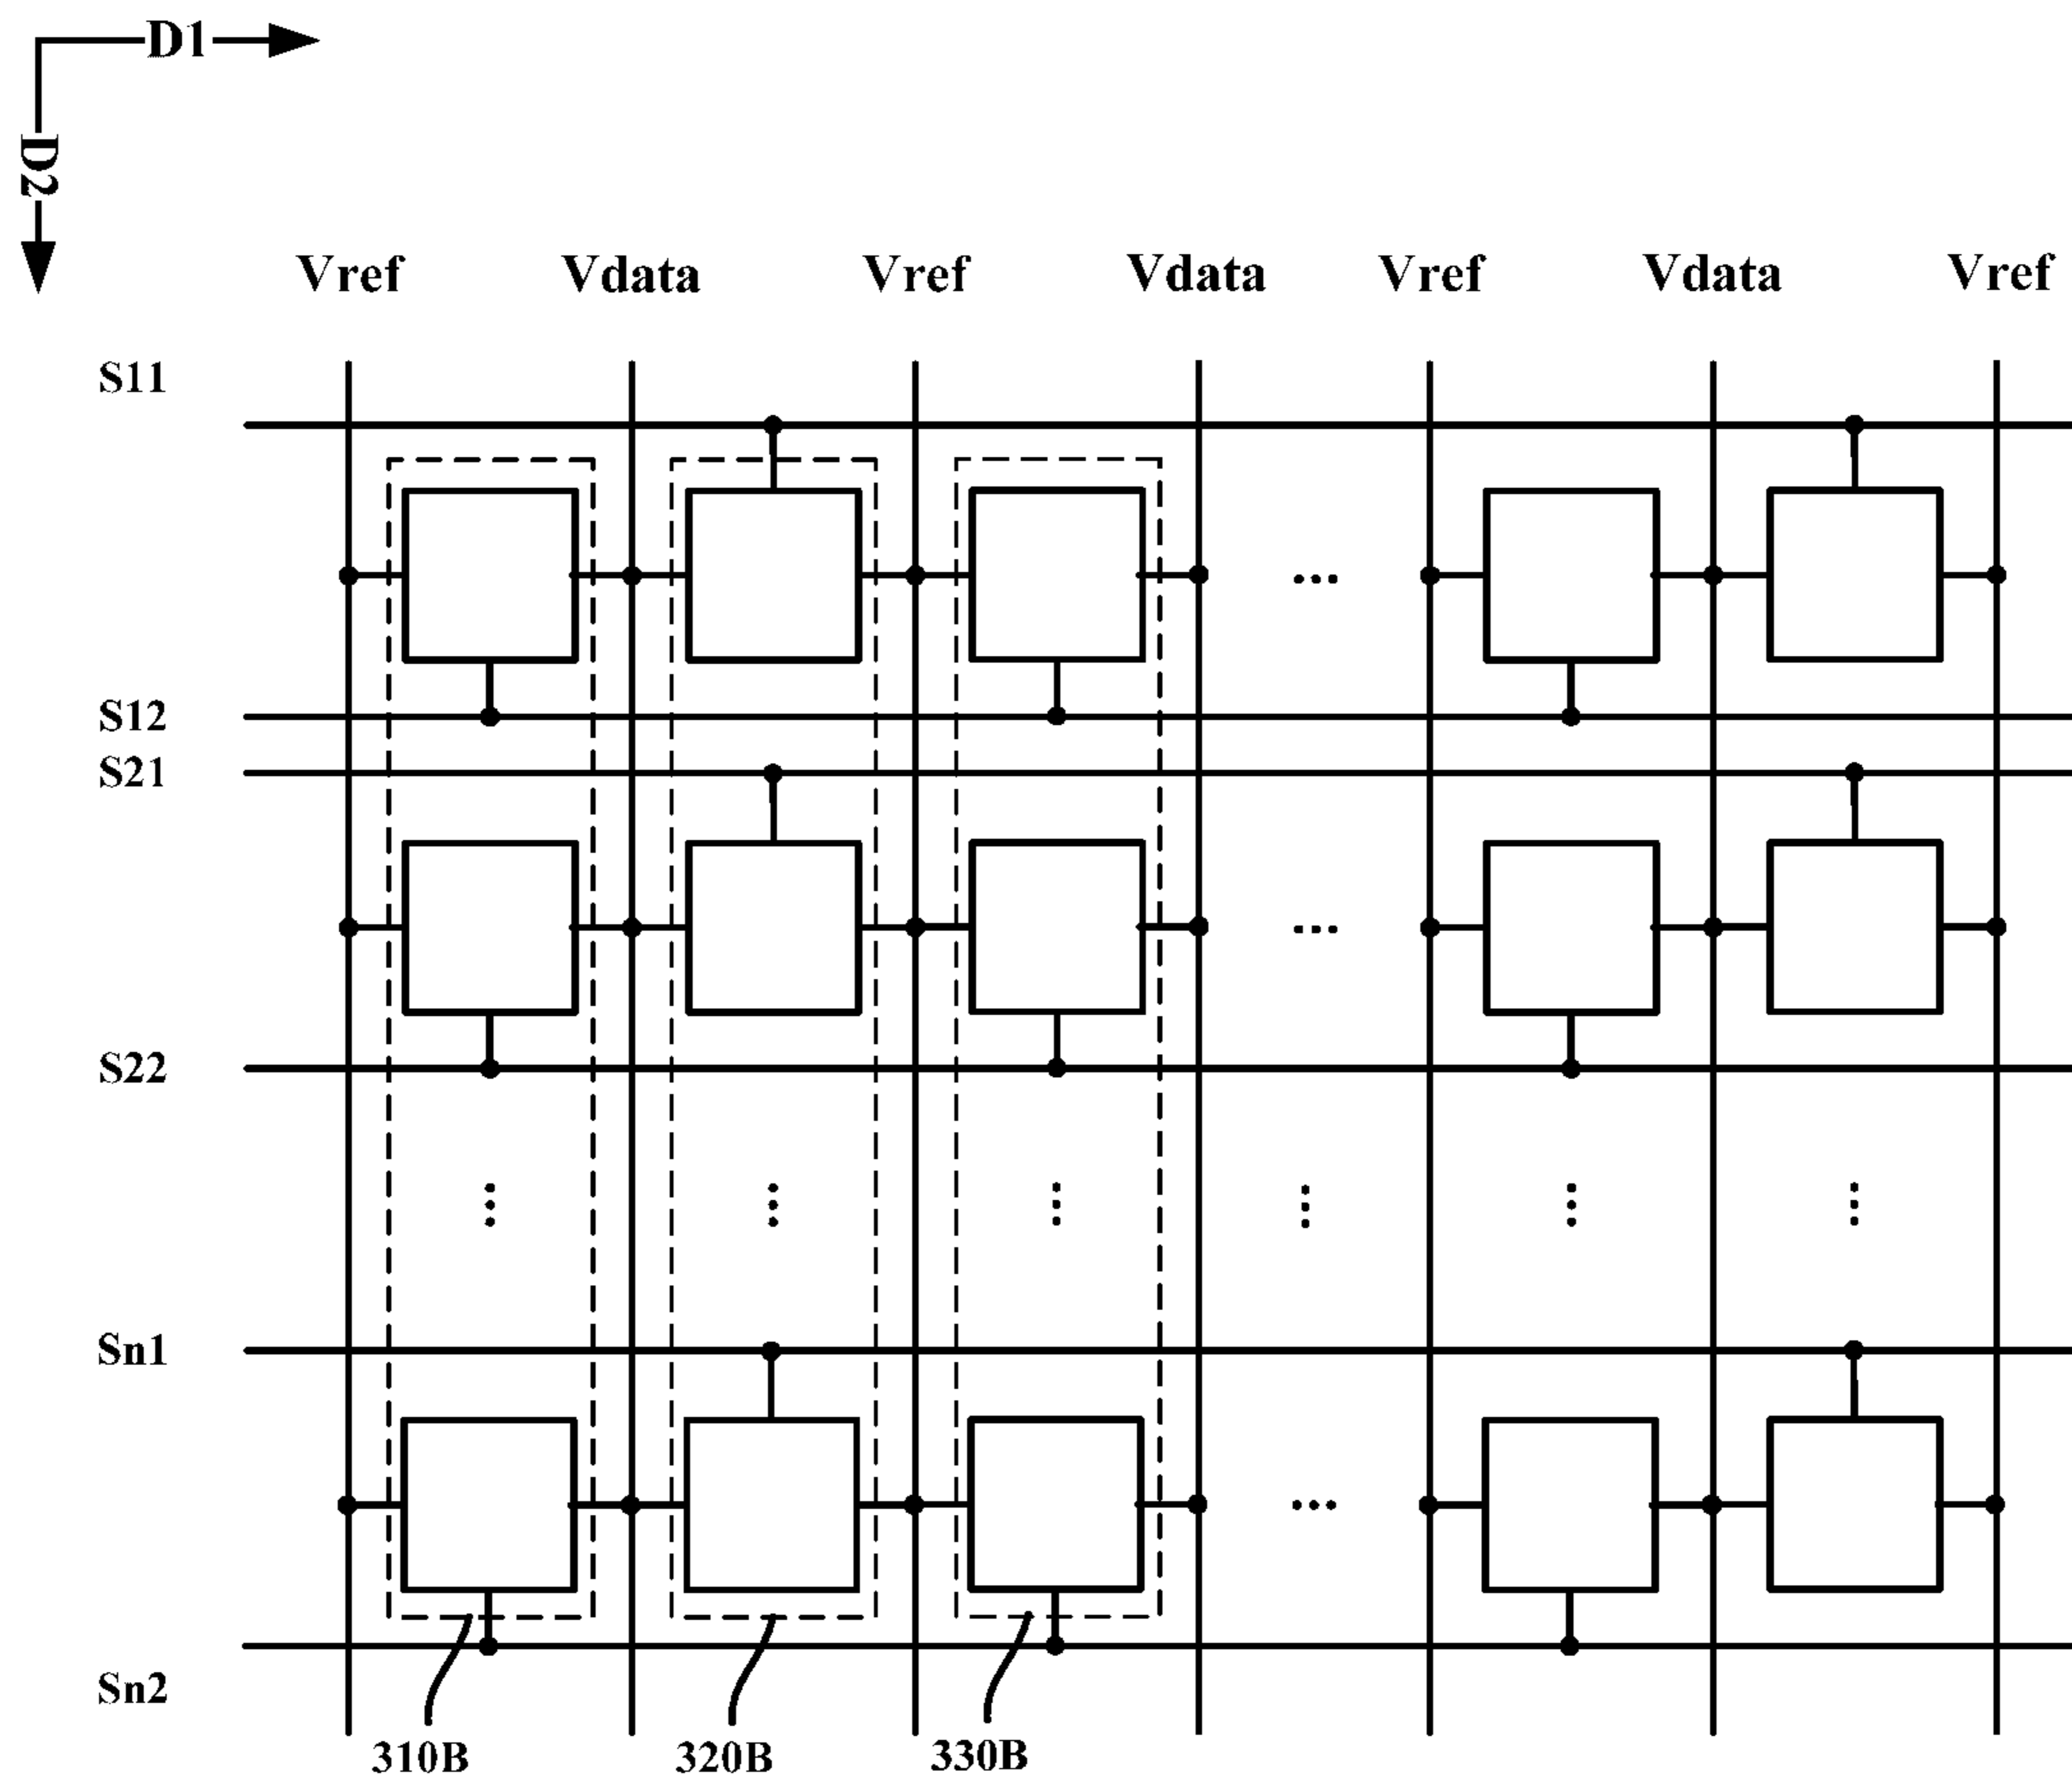 D1
D2
Vref Vdata Vref Vdata Vref Vdata Vref
S11
...
S12
S21
...
S22
Sn1
...
Sn2
310B 320B 330B